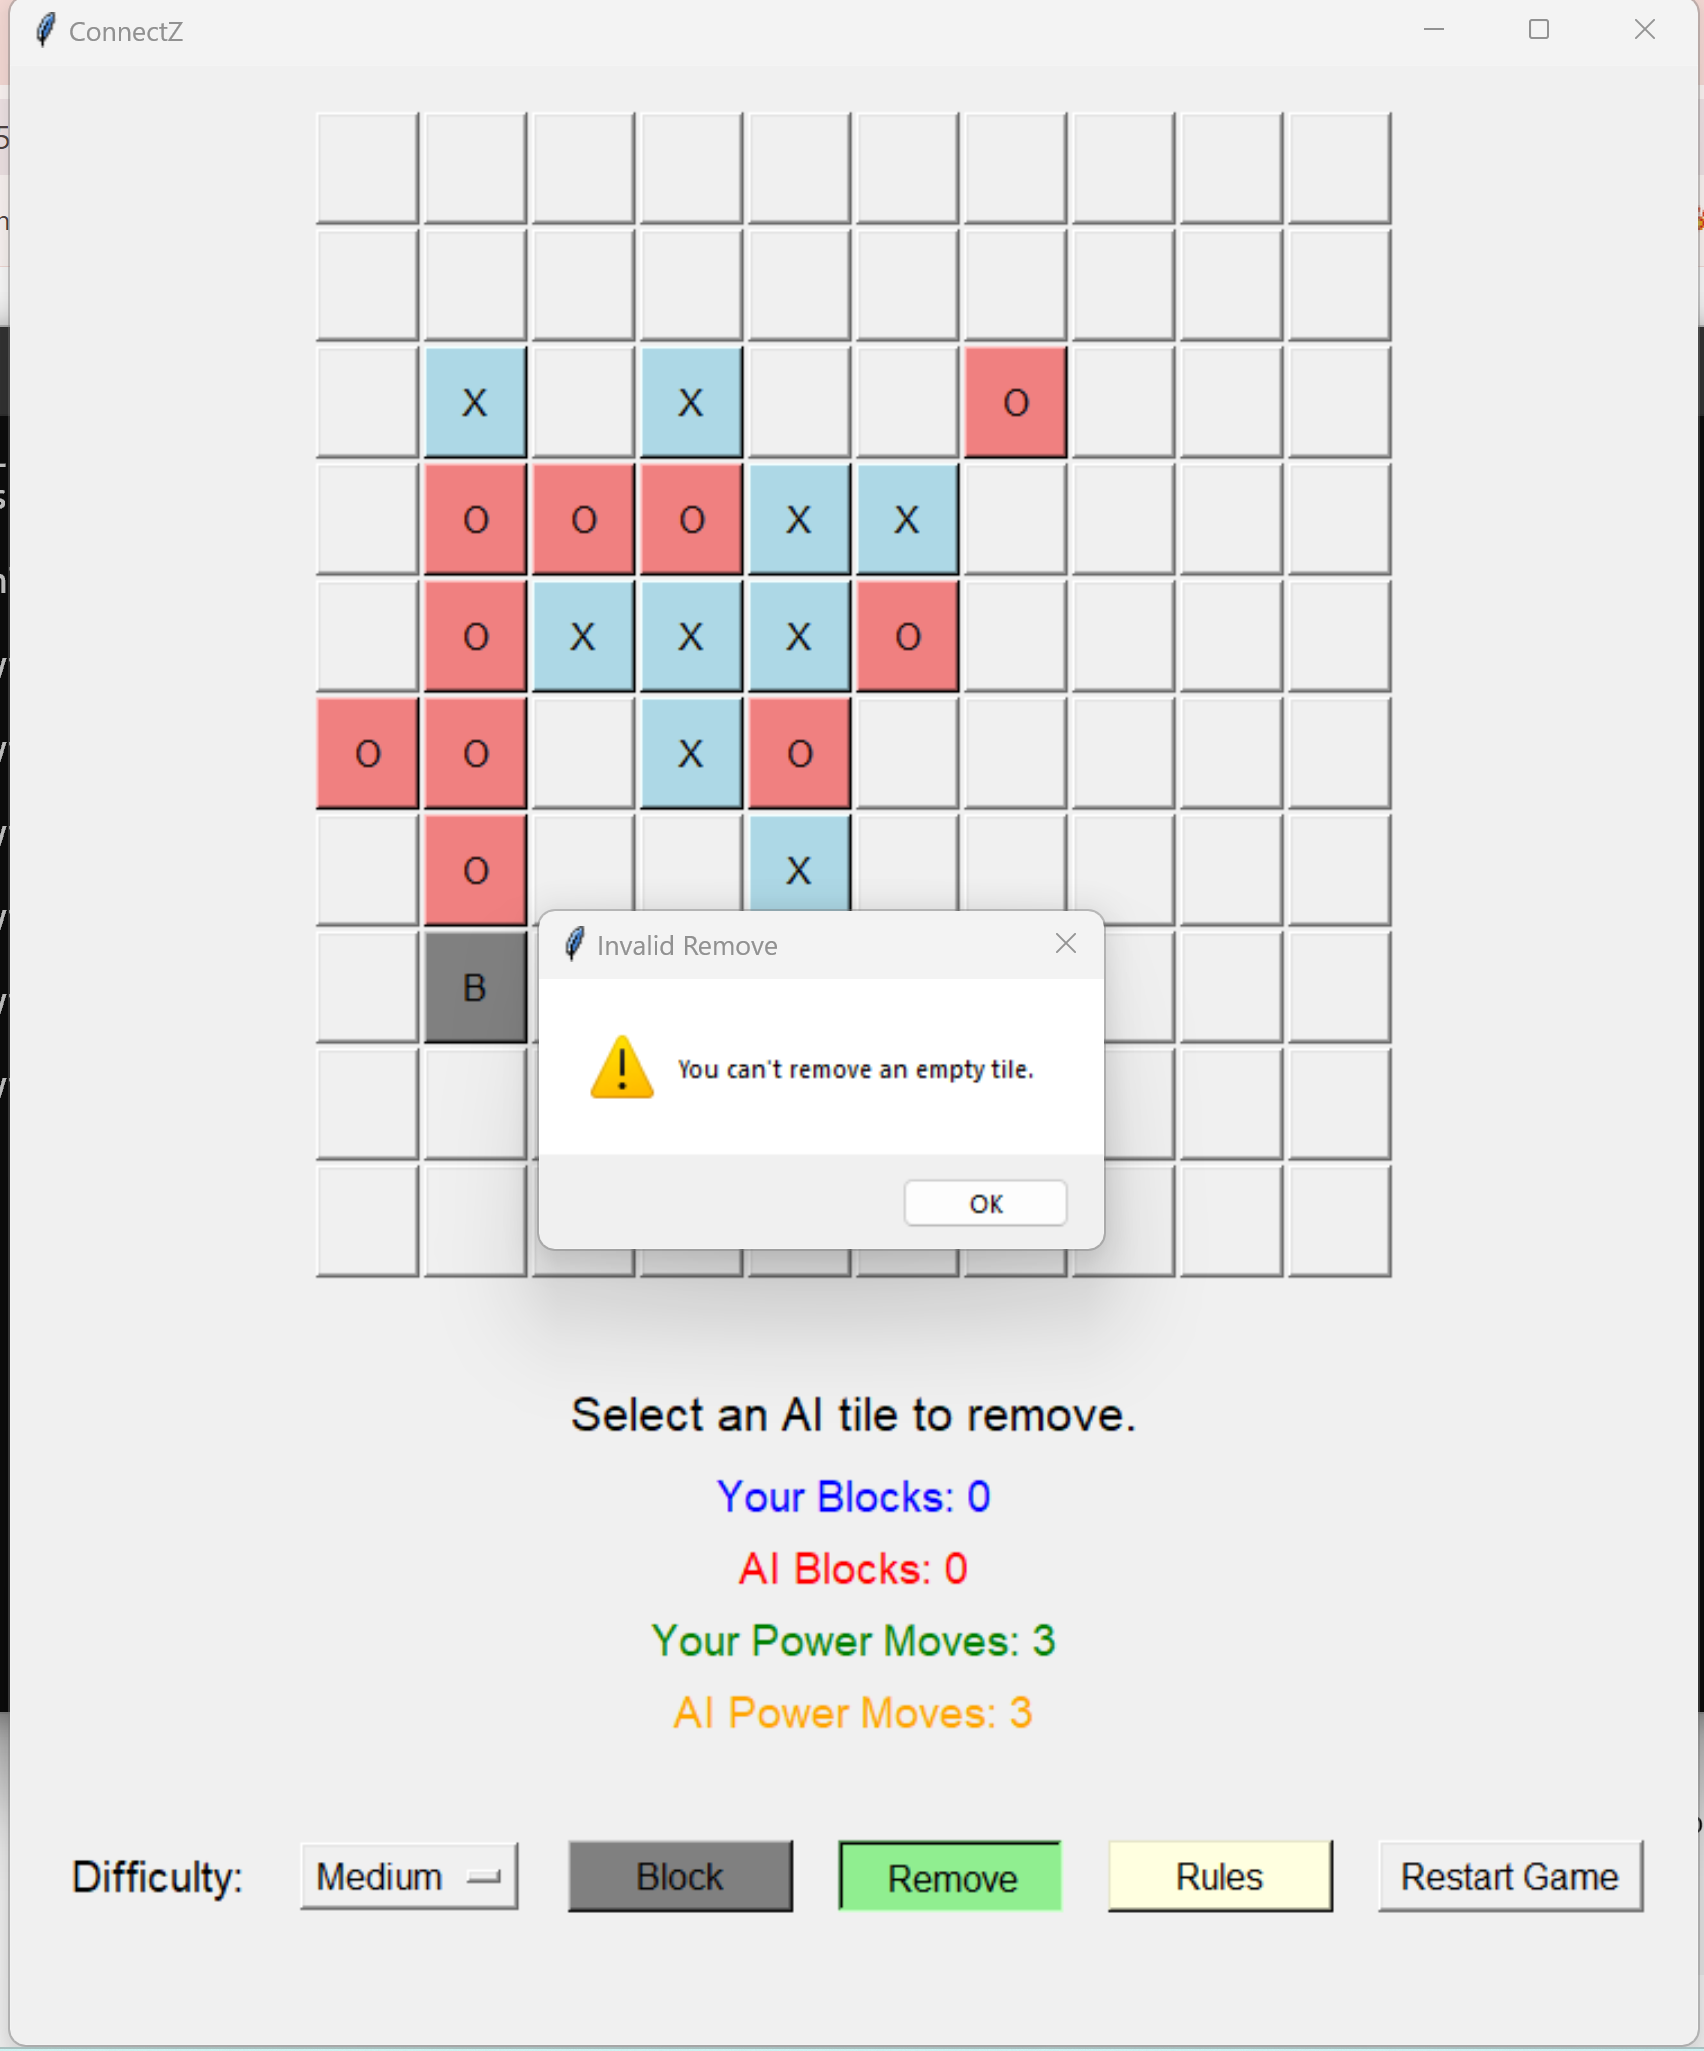 ConnectZ
X X O
O O O X X
O X X X O
O O X O
O X
B
Invalid Remove
You can't remove an empty tile.
OK
Select an AI tile to remove.
Your Blocks: 0
AI Blocks: 0
Your Power Moves: 3
AI Power Moves: 3
Difficulty: Medium Block Remove Rules Restart Game